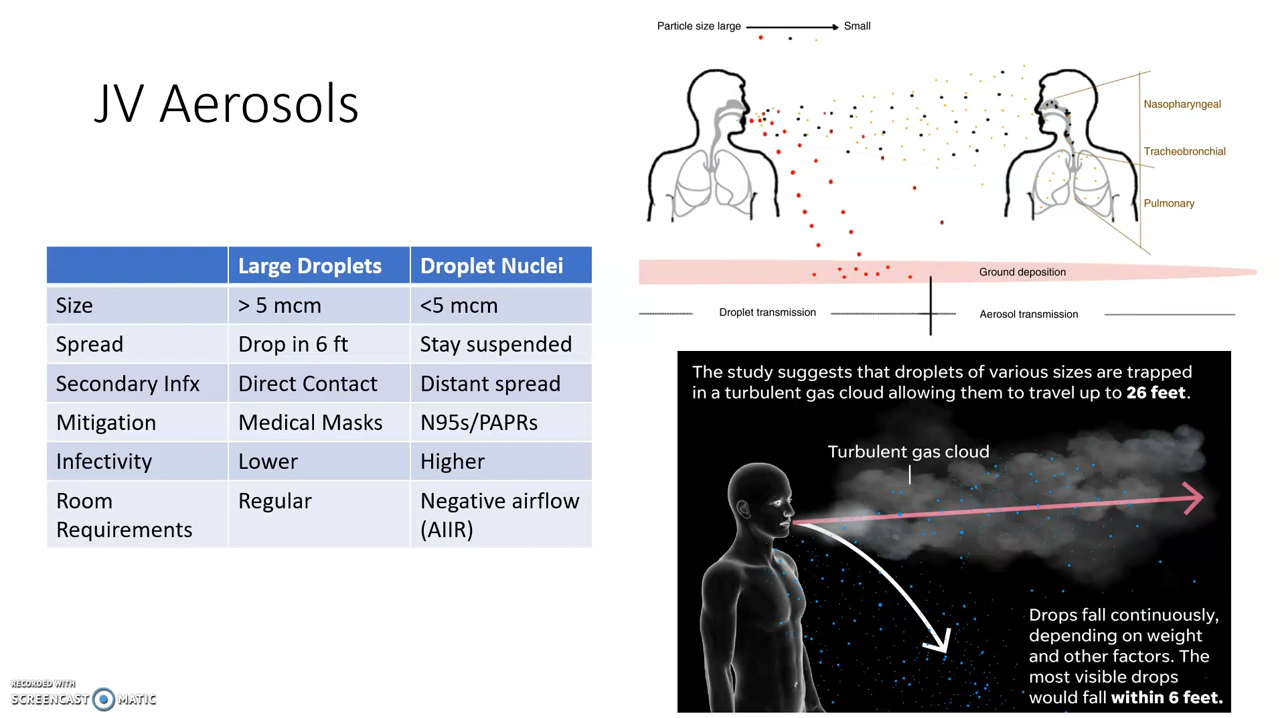 JV Aerosols
Large Droplets Droplet Nuclei
Size > 5 mcm <5 mcm
Spread Drop in 6 ft Stay suspended
Secondary Infx Direct Contact Distant spread
Mitigation Medical Masks N95s/PAPRs
Infectivity Lower Higher
Room Requirements Regular Negative airflow (AIIR)
Particle size large Small
Nasopharyngeal
Tracheobronchial
Pulmonary
Ground deposition
Droplet transmission Aerosol transmission
The study suggests that droplets of various sizes are trapped
in a turbulent gas cloud allowing them to travel up to 26 feet.
Turbulent gas cloud
Drops fall continuously,
depending on weight
and other factors. The
most visible drops
would fall within 6 feet.
RECORDED WITH
SCREENCAST MATIC